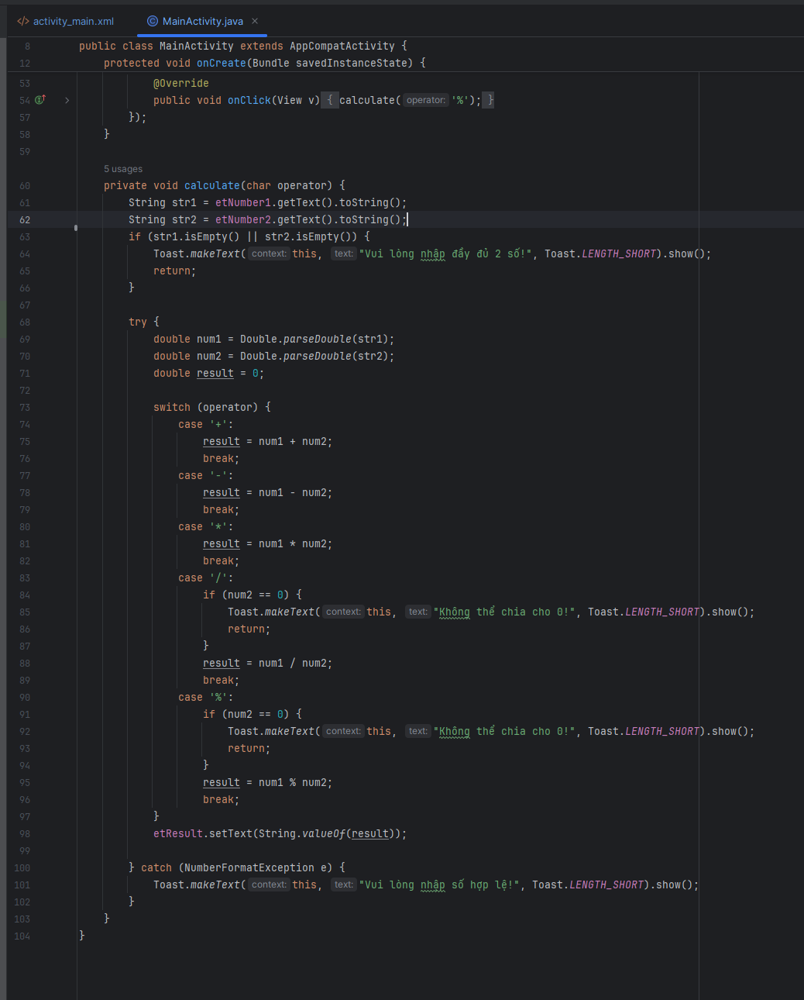 activity_main.xml MainActivity.java
8 public class MainActivity extends AppCompatActivity {
12 protected void onCreate(Bundle savedInstanceState) {
53 @Override
54 public void onClick(View v) { calculate( operator: '%'); }
57 });
58 }
59
5 usages
60 private void calculate(char operator) {
61 String str1 = etNumber1.getText().toString();
62 String str2 = etNumber2.getText().toString();
63 if (str1.isEmpty() || str2.isEmpty()) {
64 Toast.makeText( context: this, text: "Vui lòng nhập đầy đủ 2 số!", Toast.LENGTH_SHORT).show();
65 return;
66 }
67
68 try {
69 double num1 = Double.parseDouble(str1);
70 double num2 = Double.parseDouble(str2);
71 double result = 0;
72
73 switch (operator) {
74 case '+':
75 result = num1 + num2;
76 break;
77 case '-':
78 result = num1 - num2;
79 break;
80 case '*':
81 result = num1 * num2;
82 break;
83 case '/':
84 if (num2 == 0) {
85 Toast.makeText( context: this, text: "Không thể chia cho 0!", Toast.LENGTH_SHORT).show();
86 return;
87 }
88 result = num1 / num2;
89 break;
90 case '%':
91 if (num2 == 0) {
92 Toast.makeText( context: this, text: "Không thể chia cho 0!", Toast.LENGTH_SHORT).show();
93 return;
94 }
95 result = num1 % num2;
96 break;
97 }
98 etResult.setText(String.valueOf(result));
99
100 } catch (NumberFormatException e) {
101 Toast.makeText( context: this, text: "Vui lòng nhập số hợp lệ!", Toast.LENGTH_SHORT).show();
102 }
103 }
104 }